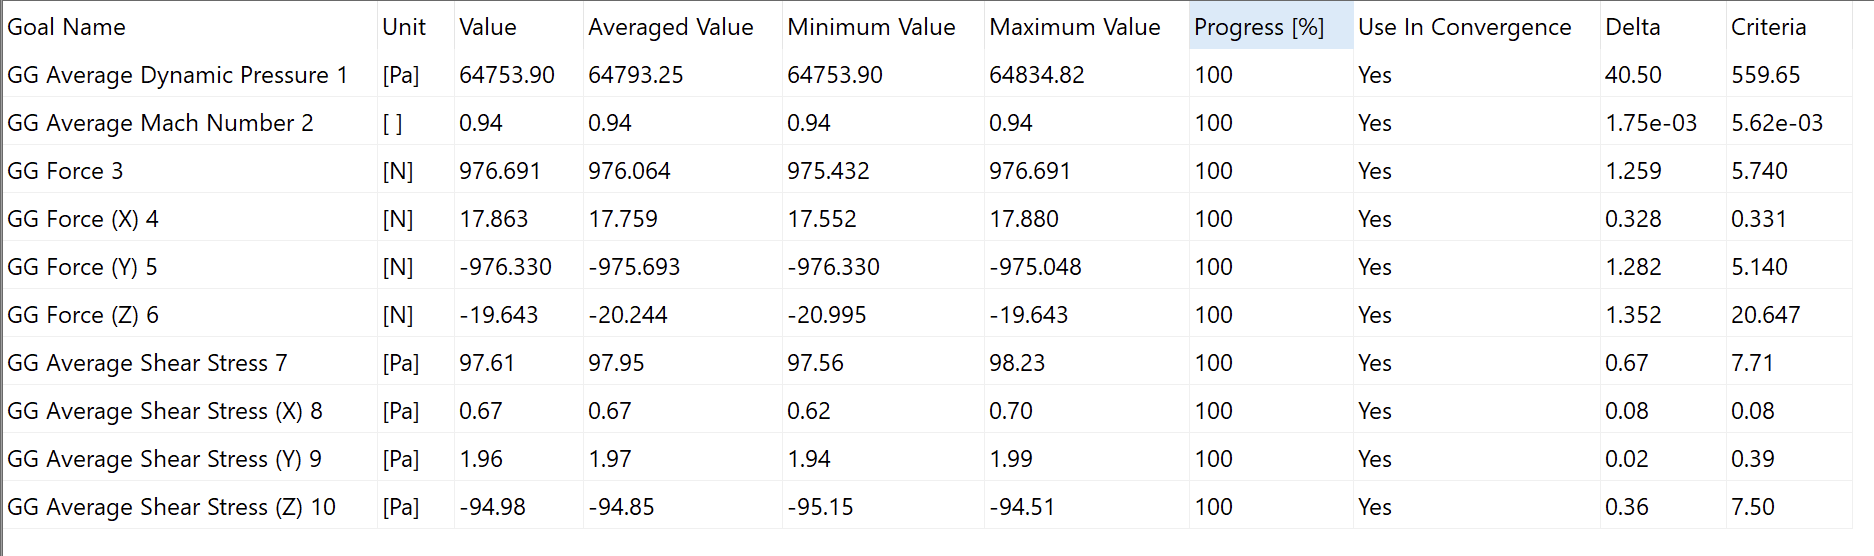 Goal Name Unit Value Averaged Value Minimum Value Maximum Value Progress [%] Use In Convergence Delta Criteria
GG Average Dynamic Pressure 1 [Pa] 64753.90 64793.25 64753.90 64834.82 100 Yes 40.50 559.65
GG Average Mach Number 2 [ ] 0.94 0.94 0.94 0.94 100 Yes 1.75e-03 5.62e-03
GG Force 3 [N] 976.691 976.064 975.432 976.691 100 Yes 1.259 5.740
GG Force (X) 4 [N] 17.863 17.759 17.552 17.880 100 Yes 0.328 0.331
GG Force (Y) 5 [N] -976.330 -975.693 -976.330 -975.048 100 Yes 1.282 5.140
GG Force (Z) 6 [N] -19.643 -20.244 -20.995 -19.643 100 Yes 1.352 20.647
GG Average Shear Stress 7 [Pa] 97.61 97.95 97.56 98.23 100 Yes 0.67 7.71
GG Average Shear Stress (X) 8 [Pa] 0.67 0.67 0.62 0.70 100 Yes 0.08 0.08
GG Average Shear Stress (Y) 9 [Pa] 1.96 1.97 1.94 1.99 100 Yes 0.02 0.39
GG Average Shear Stress (Z) 10 [Pa] -94.98 -94.85 -95.15 -94.51 100 Yes 0.36 7.50